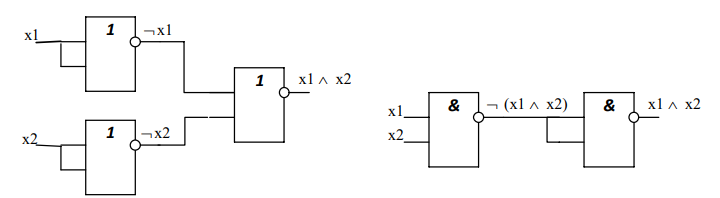 x1 1 ¬x1
1 x1 ∧ x2
x2 1 ¬x2
x1 & ¬ (x1 ∧ x2) & x1 ∧ x2
x2